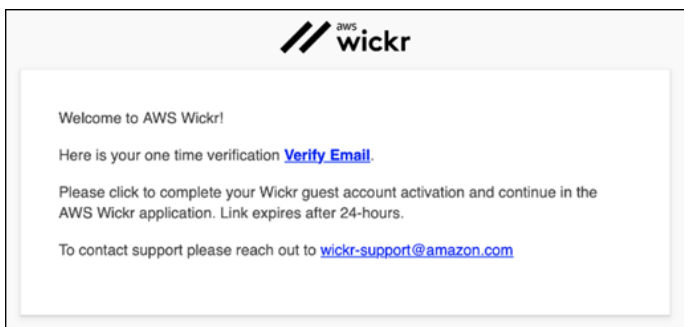 aws
wickr
Welcome to AWS Wickr!
Here is your one time verification Verify Email.
Please click to complete your Wickr guest account activation and continue in the
AWS Wickr application. Link expires after 24-hours.
To contact support please reach out to wickr-support@amazon.com